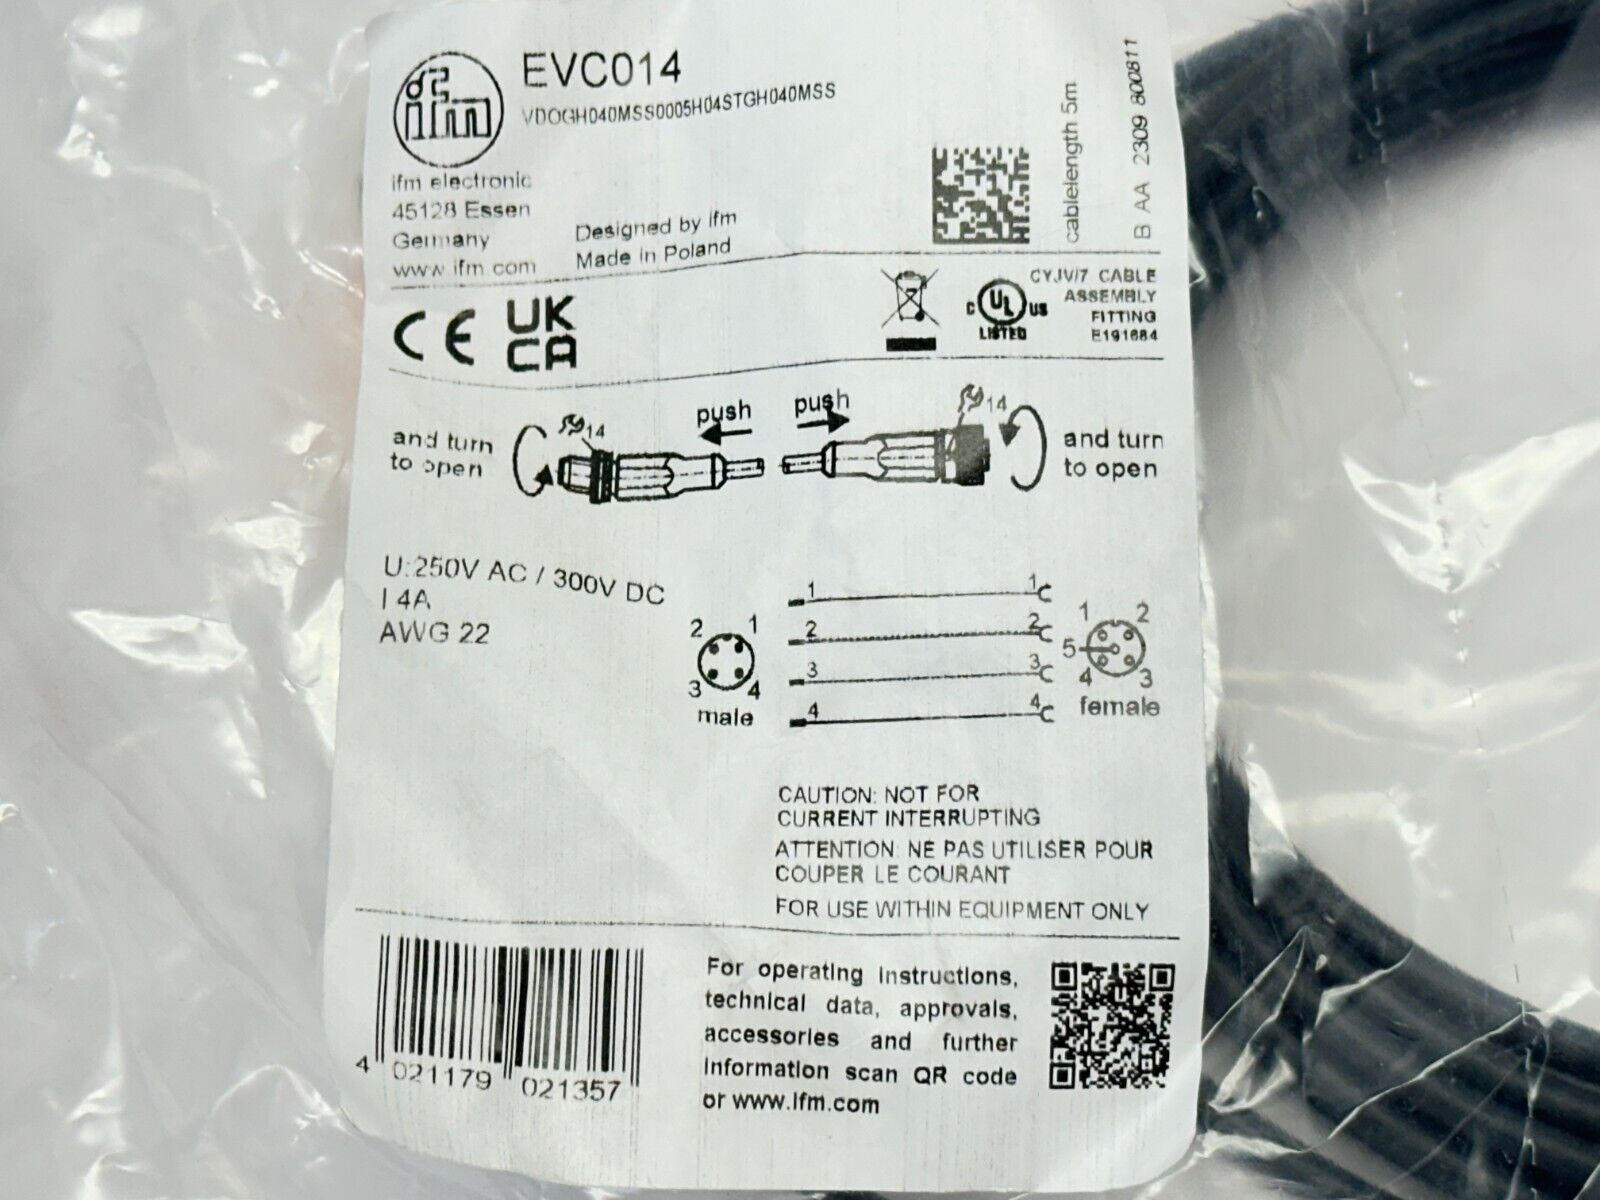 ifm
EVC014
VDOGH040MSS0005H04STGH040MSS
ifm electronic
45128 Essen
Germany
www.ifm.com
Designed by ifm
Made in Poland
cablelength 5m
B AA 2309 800811
CE
UK
CA
C UL US
LISTED
CYJV/7 CABLE
ASSEMBLY
FITTING
E191684
and turn
to open
14
push
push
14
and turn
to open
U:250V AC / 300V DC
I 4A
AWG 22
2 1
3 4
male
1 1
2 2
3 3
4 4
1 2
5
4 3
female
CAUTION: NOT FOR
CURRENT INTERRUPTING
ATTENTION: NE PAS UTILISER POUR
COUPER LE COURANT
FOR USE WITHIN EQUIPMENT ONLY
4 021179 021357
For operating instructions,
technical data, approvals,
accessories and further
information scan QR code
or www.ifm.com